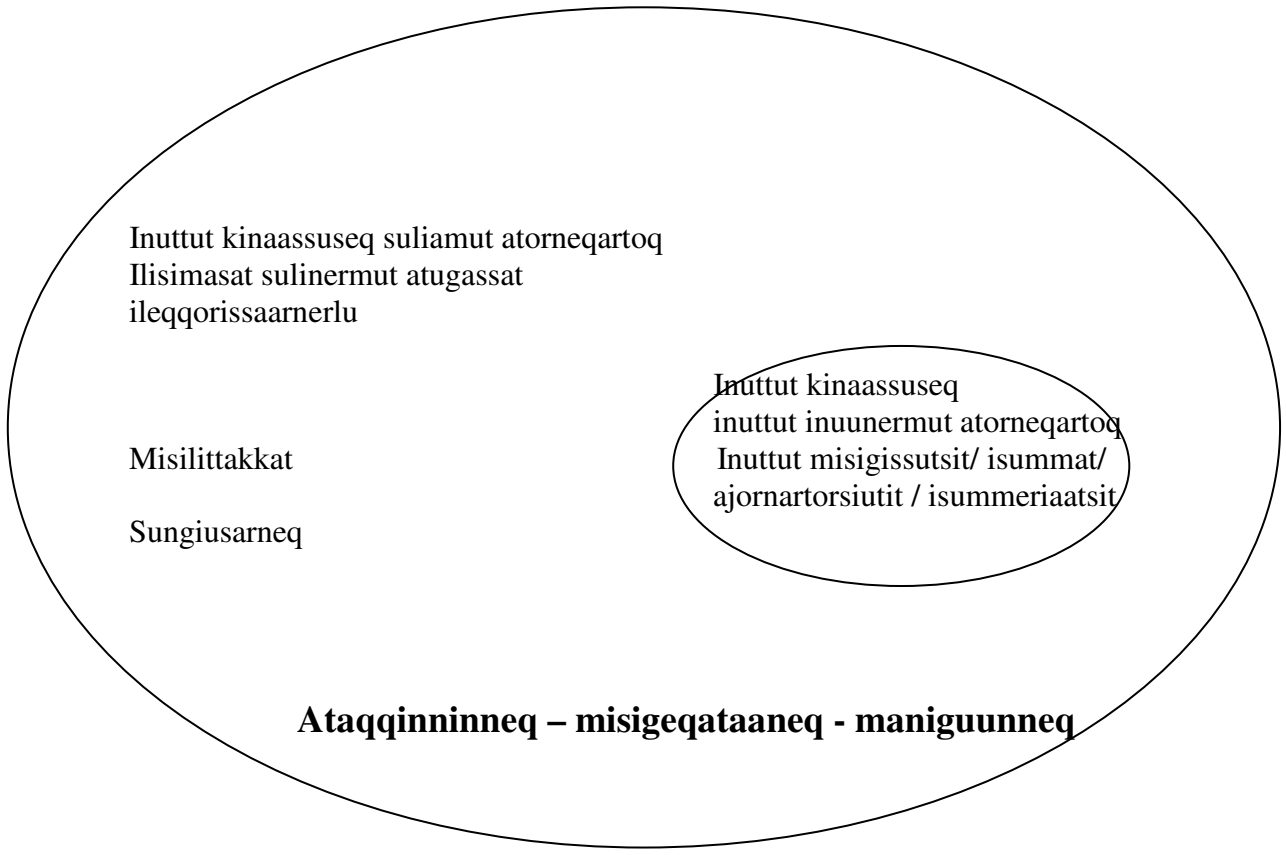 Inuttut kinaassuseq suliamut atorneqartoq
Ilisimasat sulinermut atugassat
ileqqorissaarnerlu
Misilittakkat
Sungiusarneq
Inuttut kinaassuseq
inuttut inuunermut atorneqartoq
Inuttut misigissutsit/ isummat/
ajornartorsiutit / isummeriaatsit
Ataqqinninneq – misigeqataaneq - maniguunneq